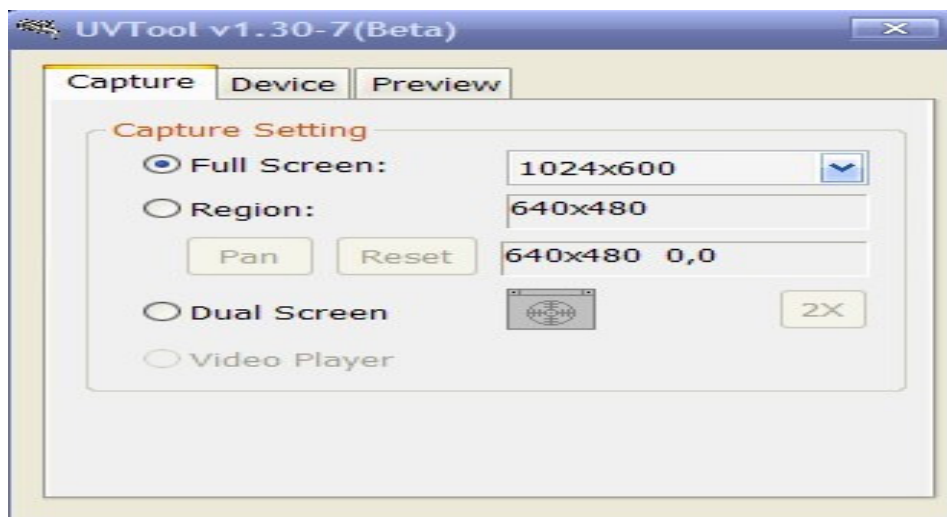 UVTool v1.30-7(Beta)
Capture Device Preview
Capture Setting
Full Screen: 1024x600
Region: 640x480
Pan Reset 640x480 0,0
Dual Screen 2X
Video Player